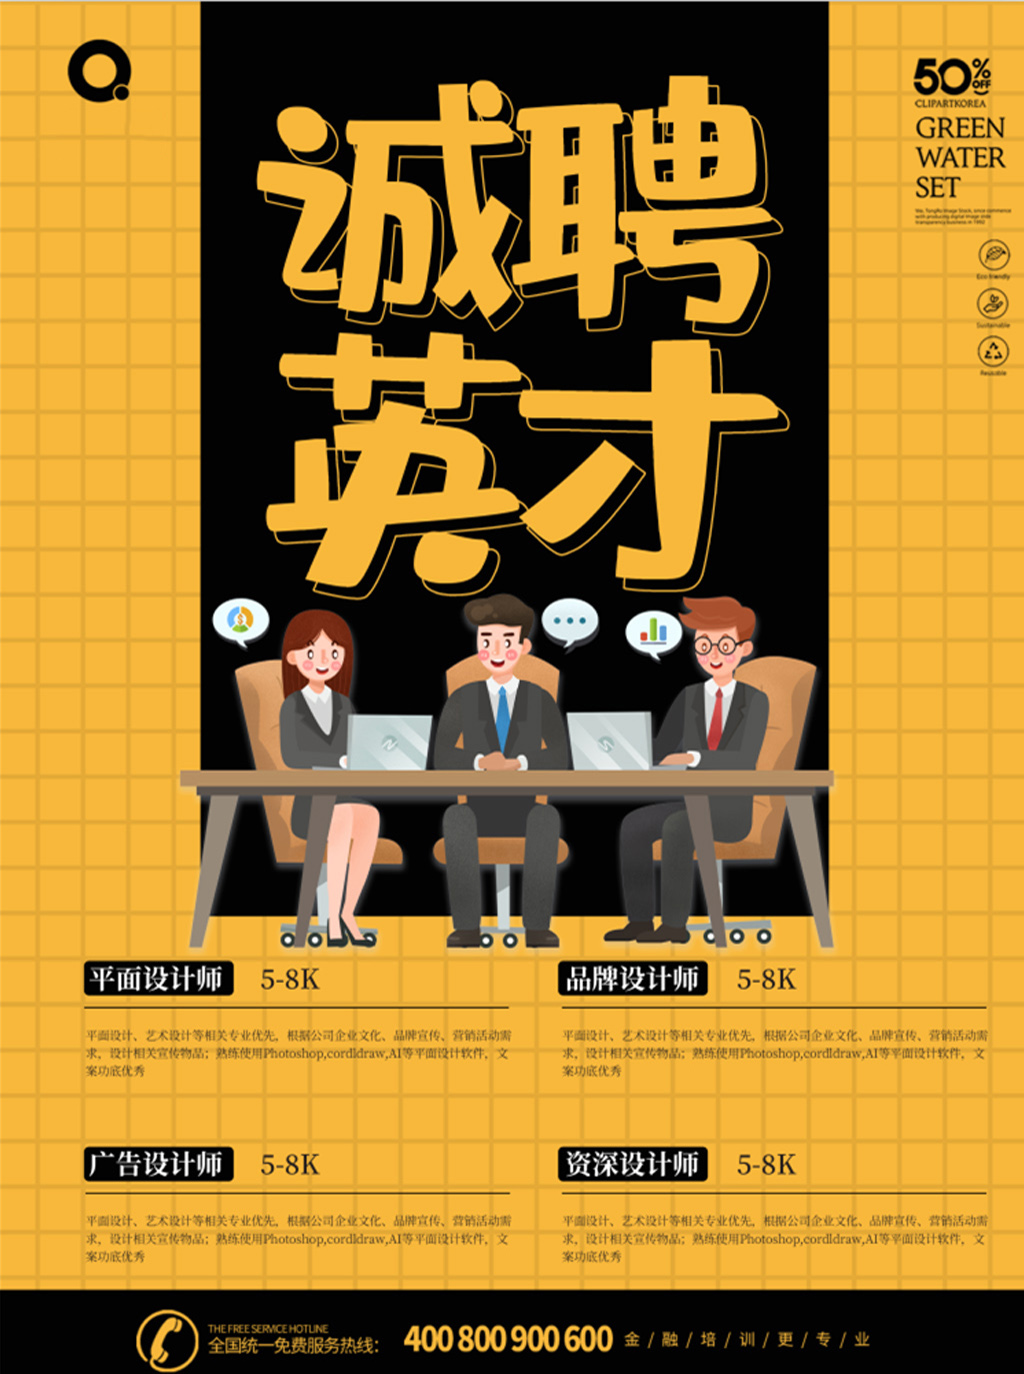 诚聘
英才
50% OFF
CLIPARTKOREA
GREEN
WATER
SET
Eco friendly
Sustainable
平面设计师 5-8K
平面设计、艺术设计等相关专业优先，根据公司企业文化、品牌宣传、营销活动需
求，设计相关宣传物品；熟练使用Photoshop,cordldraw,AI等平面设计软件，文
案功底优秀
品牌设计师 5-8K
平面设计、艺术设计等相关专业优先，根据公司企业文化、品牌宣传、营销活动需
求，设计相关宣传物品；熟练使用Photoshop,cordldraw,AI等平面设计软件，文
案功底优秀
广告设计师 5-8K
平面设计、艺术设计等相关专业优先，根据公司企业文化、品牌宣传、营销活动需
求，设计相关宣传物品；熟练使用Photoshop,cordldraw,AI等平面设计软件，文
案功底优秀
资深设计师 5-8K
平面设计、艺术设计等相关专业优先，根据公司企业文化、品牌宣传、营销活动需
求，设计相关宣传物品；熟练使用Photoshop,cordldraw,AI等平面设计软件，文
案功底优秀
THE FREE SERVICE HOTLINE
全国统一免费服务热线：
400 800 900 600
金/融/培/训/更/专/业